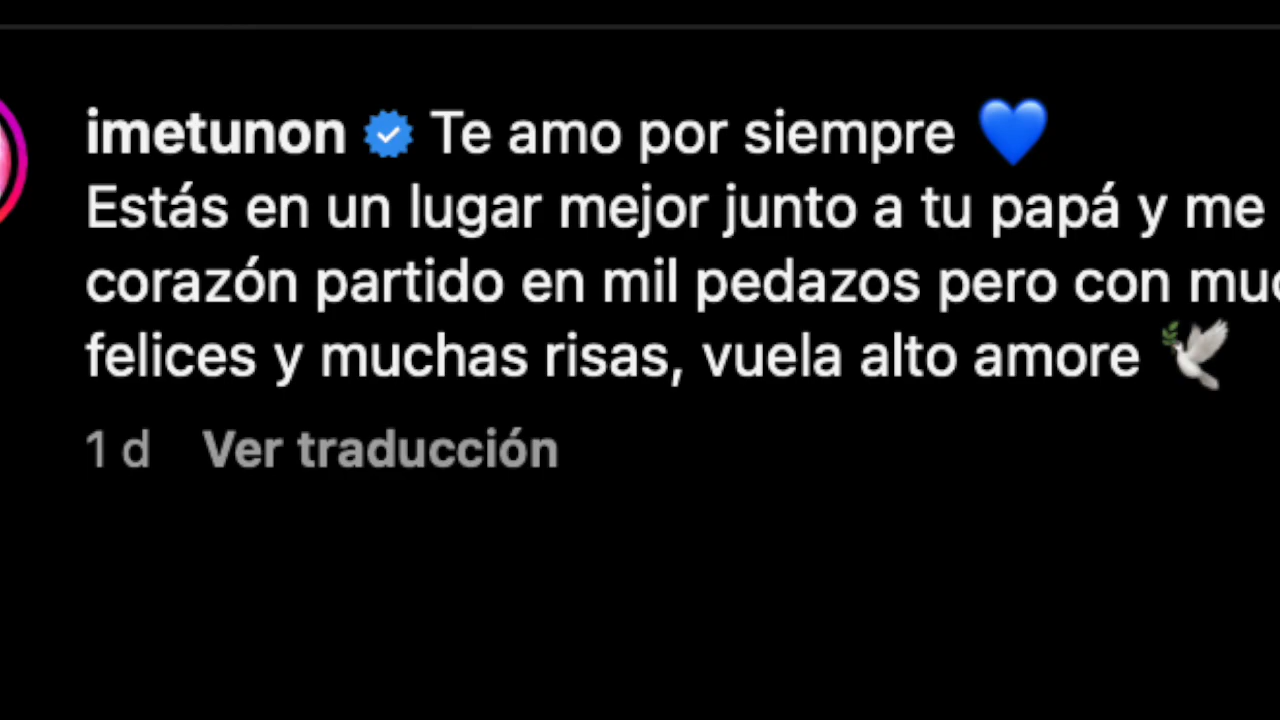 imetunon Te amo por siempre 💙
Estás en un lugar mejor junto a tu papá y me
corazón partido en mil pedazos pero con
felices y muchas risas, vuela alto amore 🕊️
1 d Ver traducción